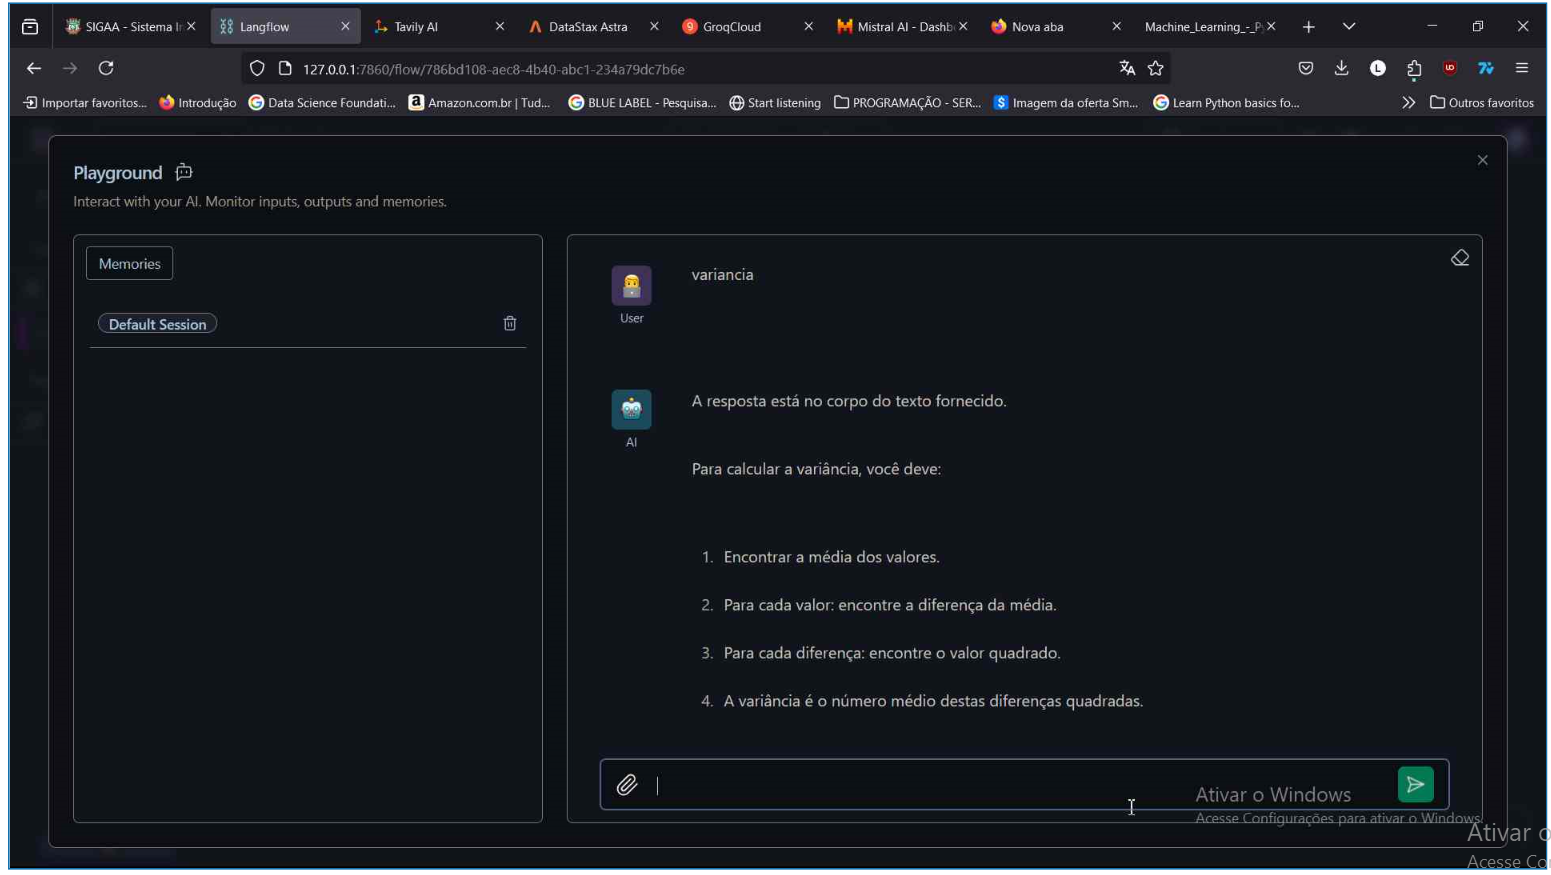 SIGAA - Sistema I
Langflow
Tavily AI
DataStax Astra
GroqCloud
Mistral AI - Dashb
Nova aba
Machine_Learning_-_P
127.0.0.1:7860/flow/786bd108-aec8-4b40-abc1-234a79dc7b6e
Importar favoritos...
Introdução
Data Science Foundati...
Amazon.com.br | Tud...
BLUE LABEL - Pesquisa...
Start listening
PROGRAMAÇÃO - SER...
Imagem da oferta Sm...
Learn Python basics fo...
Outros favoritos
Playground
Interact with your AI. Monitor inputs, outputs and memories.
Memories
Default Session
variancia
User
A resposta está no corpo do texto fornecido.
AI
Para calcular a variância, você deve:
1. Encontrar a média dos valores.
2. Para cada valor: encontre a diferença da média.
3. Para cada diferença: encontre o valor quadrado.
4. A variância é o número médio destas diferenças quadradas.
Ativar o Windows
Acesse Configurações para ativar o Windows.
Ativar o
Acesse Co